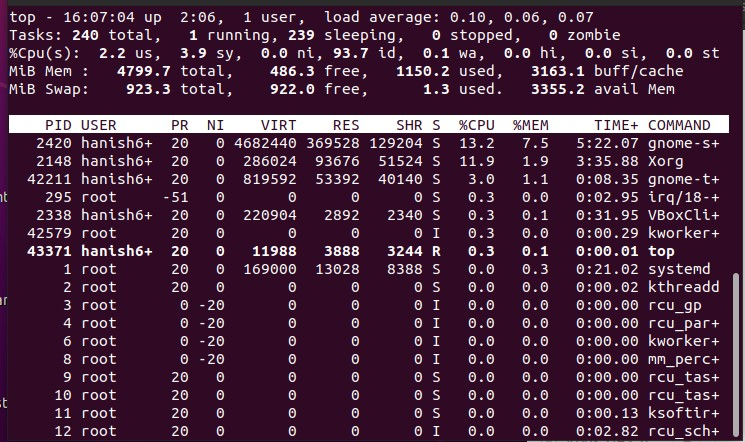 top - 16:07:04 up  2:06,  1 user,  load average: 0.10, 0.06, 0.07
Tasks: 240 total,   1 running, 239 sleeping,   0 stopped,   0 zombie
%Cpu(s):  2.2 us,  3.9 sy,  0.0 ni, 93.7 id,  0.1 wa,  0.0 hi,  0.0 si,  0.0 st
MiB Mem :   4799.7 total,    486.3 free,   1150.2 used,   3163.1 buff/cache
MiB Swap:    923.3 total,    922.0 free,      1.3 used.   3355.2 avail Mem
PID USER      PR  NI    VIRT    RES    SHR S  %CPU  %MEM     TIME+ COMMAND
2420 hanish6+  20   0 4682440 369528 129204 S  13.2   7.5   5:22.07 gnome-s+
2148 hanish6+  20   0  286024  93676  51524 S  11.9   1.9   3:35.88 Xorg
42211 hanish6+  20   0  819592  53392  40140 S   3.0   1.1   0:08.35 gnome-t+
295 root     -51   0       0      0      0 S   0.3   0.0   0:02.95 irq/18-+
2338 hanish6+  20   0  220904   2892   2340 S   0.3   0.1   0:31.95 VBoxCli+
42579 root      20   0       0      0      0 I   0.3   0.0   0:00.29 kworker+
43371 hanish6+  20   0   11988   3888   3244 R   0.3   0.1   0:00.01 top
1 root      20   0  169000  13028   8388 S   0.0   0.3   0:21.02 systemd
2 root      20   0       0      0      0 S   0.0   0.0   0:00.02 kthreadd
3 root       0 -20       0      0      0 I   0.0   0.0   0:00.00 rcu_gp
4 root       0 -20       0      0      0 I   0.0   0.0   0:00.00 rcu_par+
6 root       0 -20       0      0      0 I   0.0   0.0   0:00.00 kworker+
8 root       0 -20       0      0      0 I   0.0   0.0   0:00.00 mm_perc+
9 root      20   0       0      0      0 S   0.0   0.0   0:00.00 rcu_tas+
10 root      20   0       0      0      0 S   0.0   0.0   0:00.00 rcu_tas+
11 root      20   0       0      0      0 S   0.0   0.0   0:00.13 ksoftir+
12 root      20   0       0      0      0 I   0.0   0.0   0:02.82 rcu_sch+